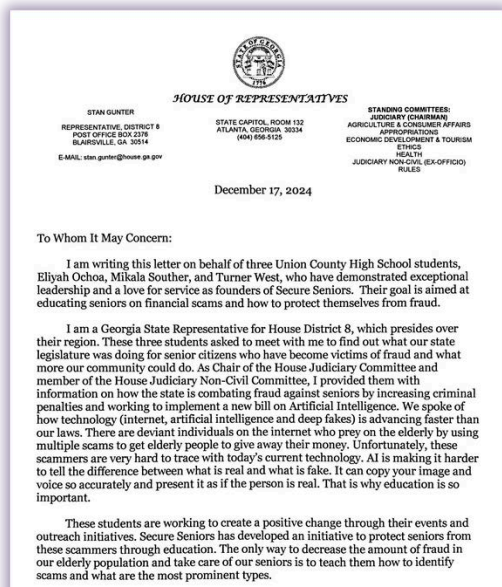 STATE OF GEORGIA
1776
HOUSE OF REPRESENTATIVES
STAN GUNTER
REPRESENTATIVE, DISTRICT 8
POST OFFICE BOX 2376
BLAIRSVILLE, GA 30514
E-MAIL: stan.gunter@house.ga.gov
STATE CAPITOL, ROOM 132
ATLANTA, GEORGIA 30334
(404) 656-5125
STANDING COMMITTEES:
JUDICIARY (CHAIRMAN)
AGRICULTURE & CONSUMER AFFAIRS
APPROPRIATIONS
ECONOMIC DEVELOPMENT & TOURISM
ETHICS
HEALTH
JUDICIARY NON-CIVIL (EX-OFFICIO)
RULES
December 17, 2024
To Whom It May Concern:
I am writing this letter on behalf of three Union County High School students,
Eliyah Ochoa, Mikala Souther, and Turner West, who have demonstrated exceptional
leadership and a love for service as founders of Secure Seniors. Their goal is aimed at
educating seniors on financial scams and how to protect themselves from fraud.
I am a Georgia State Representative for House District 8, which presides over
their region. These three students asked to meet with me to find out what our state
legislature was doing for senior citizens who have become victims of fraud and what
more our community could do. As Chair of the House Judiciary Committee and
member of the House Judiciary Non-Civil Committee, I provided them with
information on how the state is combating fraud against seniors by increasing criminal
penalties and working to implement a new bill on Artificial Intelligence. We spoke of
how technology (internet, artificial intelligence and deep fakes) is advancing faster than
our laws. There are deviant individuals on the internet who prey on the elderly by using
multiple scams to get elderly people to give away their money. Unfortunately, these
scammers are very hard to trace with today's current technology. AI is making it harder
to tell the difference between what is real and what is fake. It can copy your image and
voice so accurately and present it as if the person is real. That is why education is so
important.
These students are working to create a positive change through their events and
outreach initiatives. Secure Seniors has developed an initiative to protect seniors from
these scammers through education. The only way to decrease the amount of fraud in
our elderly population and take care of our seniors is to teach them how to identify
scams and what are the most prominent types.